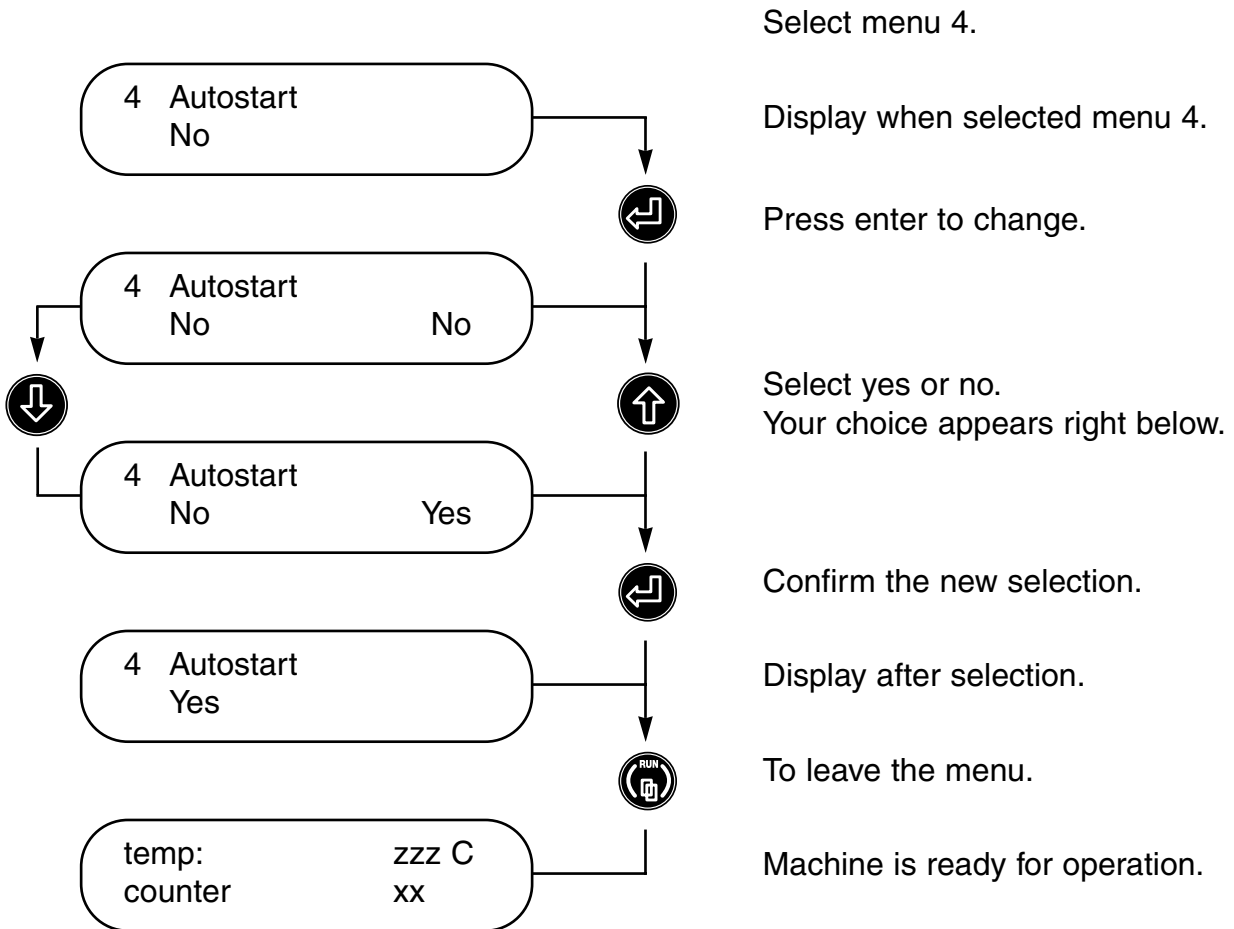 Select menu 4.
4 Autostart
No
Display when selected menu 4.
Press enter to change.
4 Autostart
No No
Select yes or no.
Your choice appears right below.
4 Autostart
No Yes
Confirm the new selection.
4 Autostart
Yes
Display after selection.
RUN
To leave the menu.
temp: zzz C
counter xx
Machine is ready for operation.